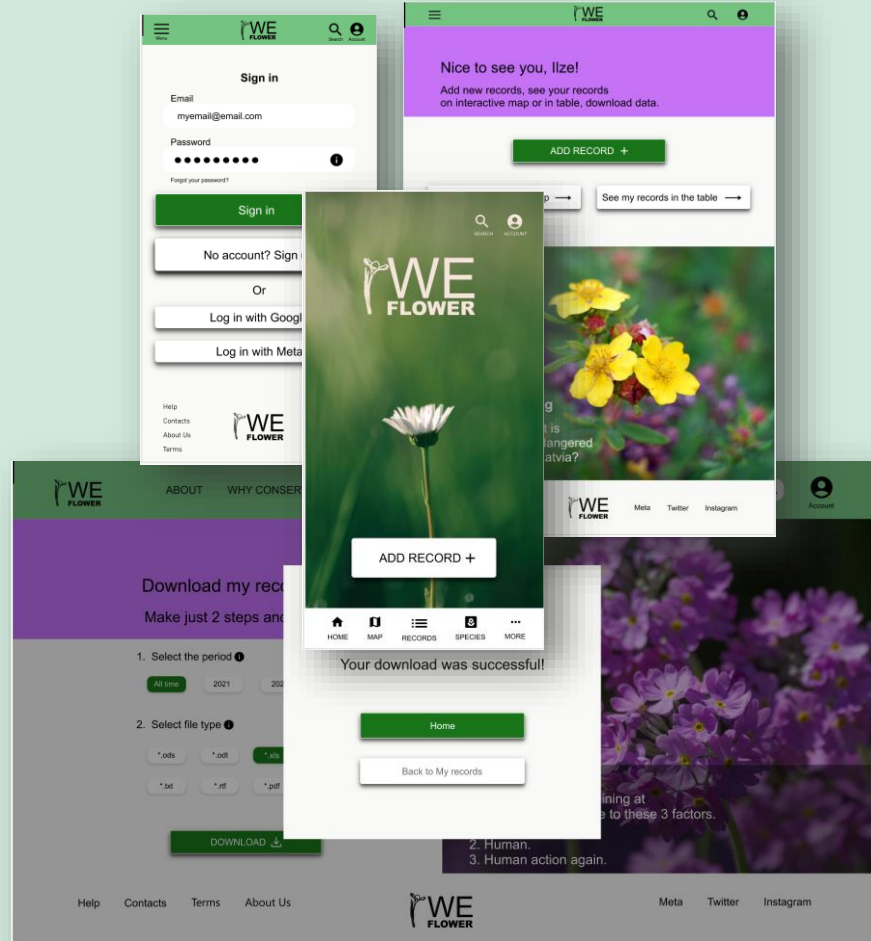 WE
FLOWER
Menu
Search
Account
Sign in
Email
myemail@email.com
Password
Forgot your password?
Sign in
No account? Sign
Or
Log in with Googl
Log in with Meta
Help
Contacts
About Us
Terms
WE
FLOWER
WE
FLOWER
Nice to see you, Ilze!
Add new records, see your records
on interactive map or in table, download data.
ADD RECORD +
p →
See my records in the table →
g
t is
dangered
atvia?
WE
FLOWER
Meta
Twitter
Instagram
SEARCH
ACCOUNT
WE
FLOWER
ADD RECORD +
HOME
MAP
RECORDS
SPECIES
MORE
WE
FLOWER
ABOUT
WHY CONSER
Account
Download my reco
Make just 2 steps and
1. Select the period
All time
2021
202
2. Select file type
*.ods
*.odt
*.xls
*.txt
*.rtf
*.pdf
DOWNLOAD
Your download was successful!
Home
Back to My records
ining at
e to these 3 factors.
2. Human.
3. Human action again.
Help
Contacts
Terms
About Us
WE
FLOWER
Meta
Twitter
Instagram